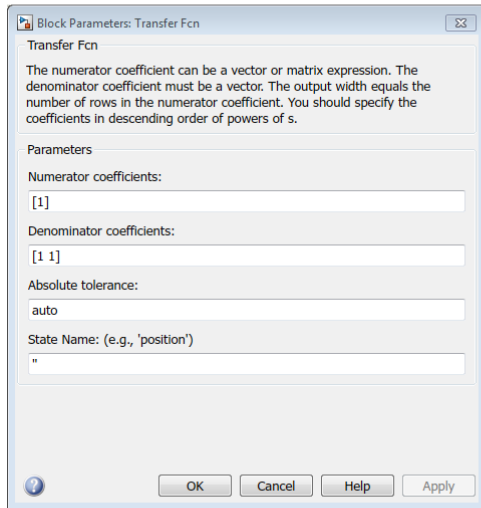 Block Parameters: Transfer Fcn
Transfer Fcn
The numerator coefficient can be a vector or matrix expression. The
denominator coefficient must be a vector. The output width equals the
number of rows in the numerator coefficient. You should specify the
coefficients in descending order of powers of s.
Parameters
Numerator coefficients:
[1]
Denominator coefficients:
[1 1]
Absolute tolerance:
auto
State Name: (e.g., 'position')
''
? OK Cancel Help Apply